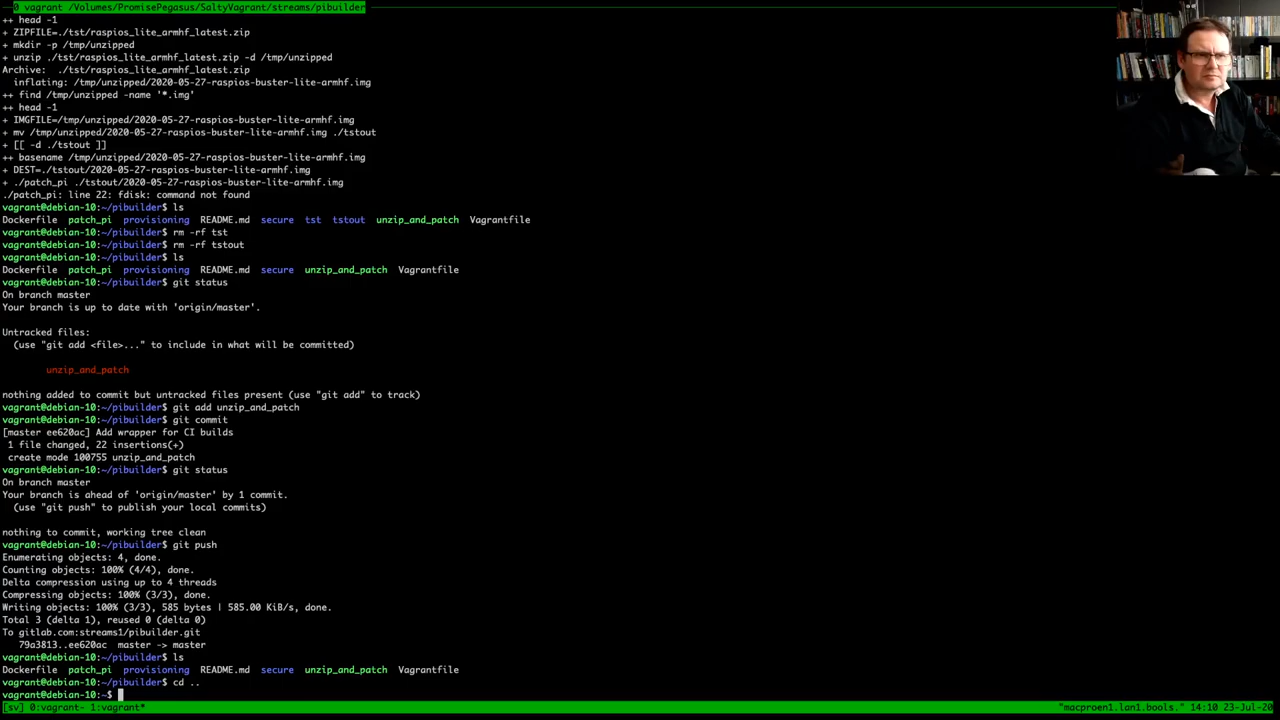 0 vagrant /Volumes/PromisePegasus/SaltyVagrant/streams/pibuilder
++ head -1
+ ZIPFILE=./tst/raspios_lite_armhf_latest.zip
+ mkdir -p /tmp/unzipped
+ unzip ./tst/raspios_lite_armhf_latest.zip -d /tmp/unzipped
Archive:  ./tst/raspios_lite_armhf_latest.zip
  inflating: /tmp/unzipped/2020-05-27-raspios-buster-lite-armhf.img
++ find /tmp/unzipped -name '*.img'
++ head -1
+ IMGFILE=/tmp/unzipped/2020-05-27-raspios-buster-lite-armhf.img
+ mv /tmp/unzipped/2020-05-27-raspios-buster-lite-armhf.img ./tstout
+ [[ -d ./tstout ]]
++ basename /tmp/unzipped/2020-05-27-raspios-buster-lite-armhf.img
+ DEST=./tstout/2020-05-27-raspios-buster-lite-armhf.img
+ ./patch_pi ./tstout/2020-05-27-raspios-buster-lite-armhf.img
./patch_pi: line 22: fdisk: command not found
vagrant@debian-10:~/pibuilder$ ls
Dockerfile  patch_pi  provisioning  README.md  secure  tst  tstout  unzip_and_patch  Vagrantfile
vagrant@debian-10:~/pibuilder$ rm -rf tst
vagrant@debian-10:~/pibuilder$ rm -rf tstout
vagrant@debian-10:~/pibuilder$ ls
Dockerfile  patch_pi  provisioning  README.md  secure  unzip_and_patch  Vagrantfile
vagrant@debian-10:~/pibuilder$ git status
On branch master
Your branch is up to date with 'origin/master'.
Untracked files:
  (use "git add <file>..." to include in what will be committed)
unzip_and_patch
nothing added to commit but untracked files present (use "git add" to track)
vagrant@debian-10:~/pibuilder$ git add unzip_and_patch
vagrant@debian-10:~/pibuilder$ git commit
[master ee620ac] Add wrapper for CI builds
 1 file changed, 22 insertions(+)
 create mode 100755 unzip_and_patch
vagrant@debian-10:~/pibuilder$ git status
On branch master
Your branch is ahead of 'origin/master' by 1 commit.
  (use "git push" to publish your local commits)
nothing to commit, working tree clean
vagrant@debian-10:~/pibuilder$ git push
Enumerating objects: 4, done.
Counting objects: 100% (4/4), done.
Delta compression using up to 4 threads
Compressing objects: 100% (3/3), done.
Writing objects: 100% (3/3), 585 bytes | 585.00 KiB/s, done.
Total 3 (delta 1), reused 0 (delta 0)
To gitlab.com:streams1/pibuilder.git
   79a3813..ee620ac  master -> master
vagrant@debian-10:~/pibuilder$ ls
Dockerfile  patch_pi  provisioning  README.md  secure  unzip_and_patch  Vagrantfile
vagrant@debian-10:~/pibuilder$ cd ..
vagrant@debian-10:~$
[sv] 0:vagrant- 1:vagrant* "macproen1.lan1.bools." 14:10 23-Jul-20